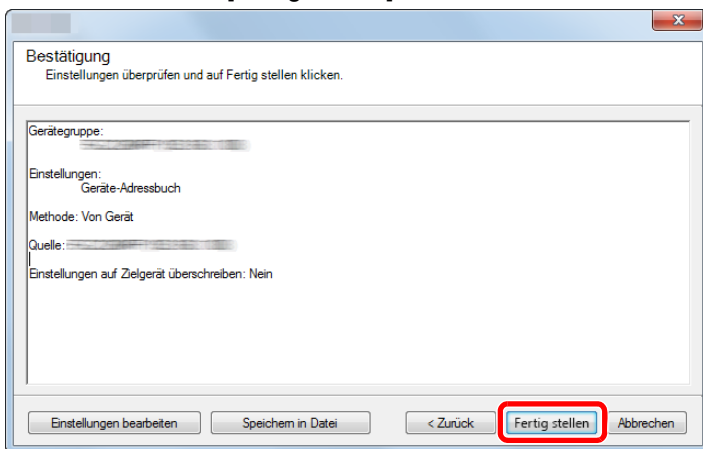 Bestätigung
Einstellungen überprüfen und auf Fertig stellen klicken.
Gerätegruppe:
Einstellungen:
Geräte-Adressbuch
Methode: Von Gerät
Quelle:
Einstellungen auf Zielgerät überschreiben: Nein
Einstellungen bearbeiten Speichern in Datei < Zurück Fertig stellen Abbrechen